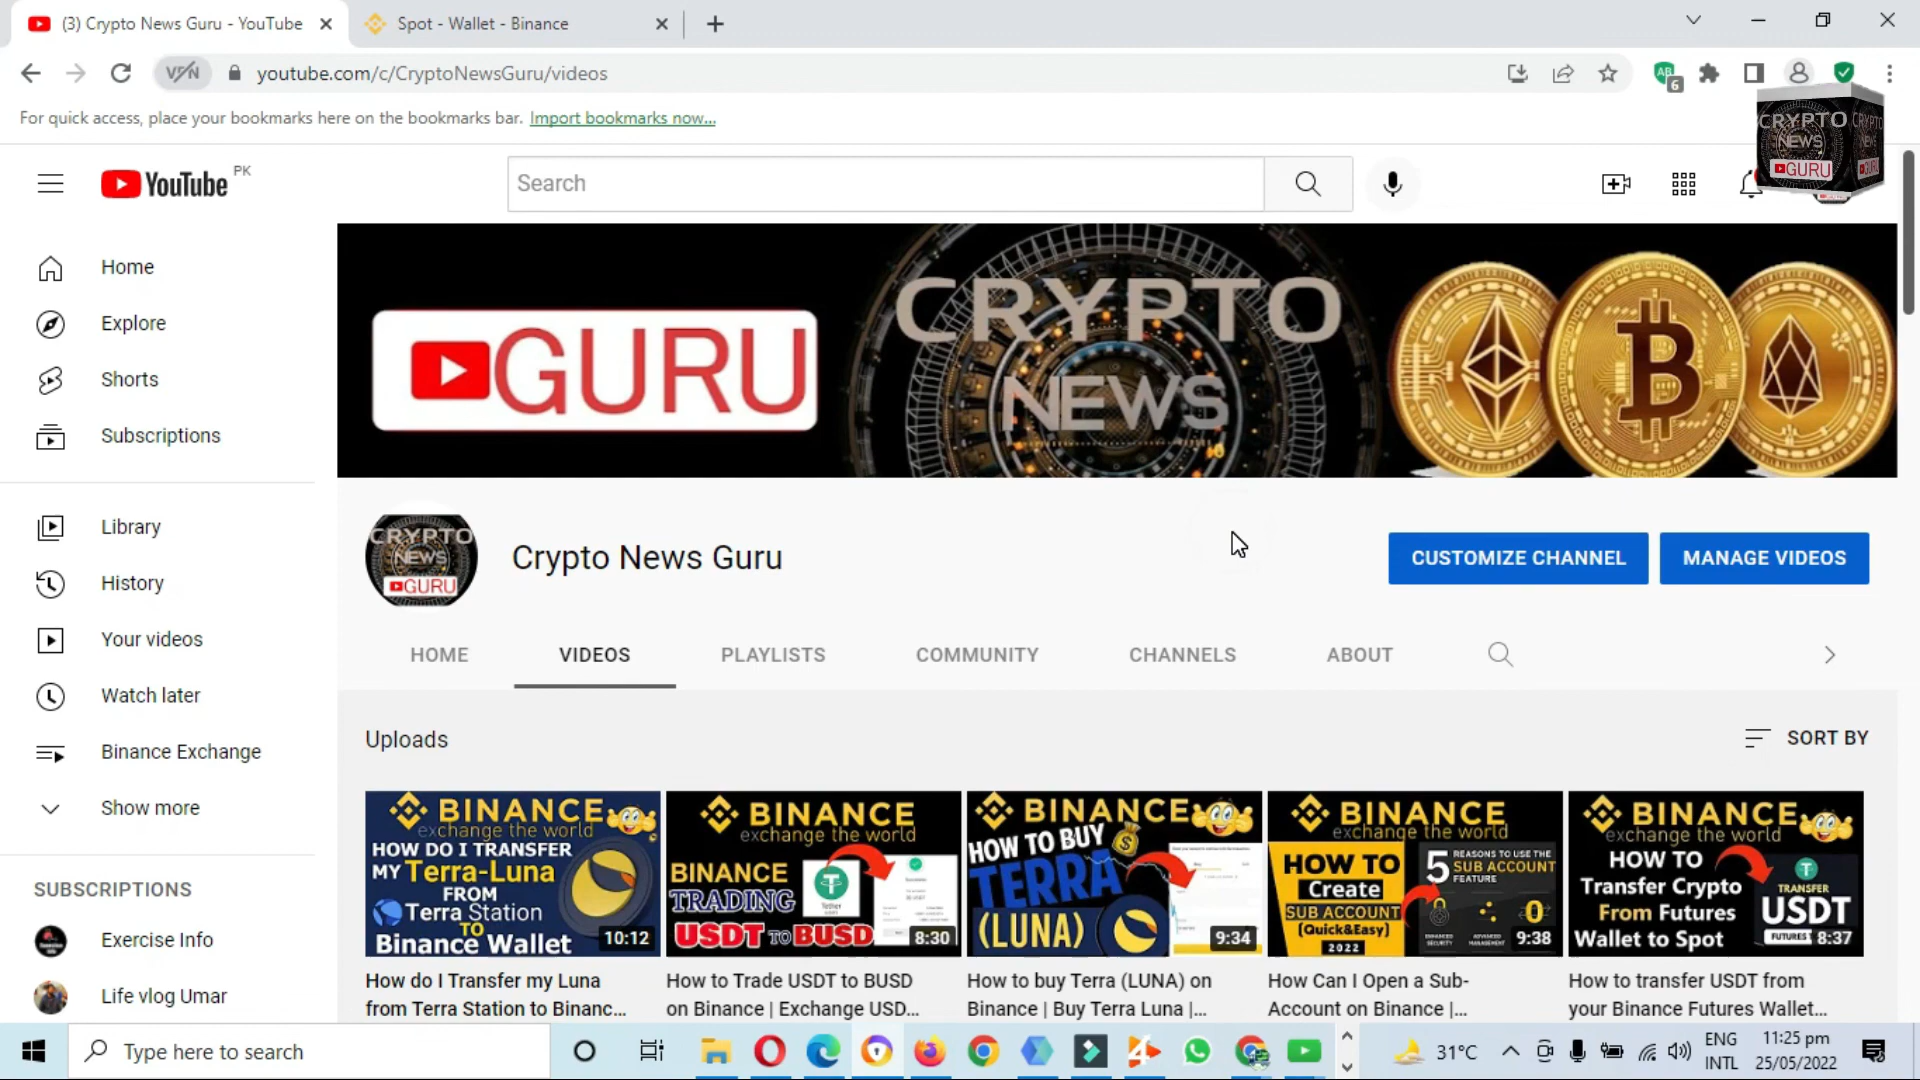 (3) Crypto News Guru - YouTube
Spot - Wallet - Binance
VPN
youtube.com/c/CryptoNewsGuru/videos
6
For quick access, place your bookmarks here on the bookmarks bar. Import bookmarks now...
CRYPTO
NEWS
GURU
YouTube PK
Search
Home
Explore
Shorts
Subscriptions
Library
History
Your videos
Watch later
Binance Exchange
Show more
SUBSCRIPTIONS
Exercise Info
Life vlog Umar
GURU
CRYPTO
NEWS
CRYPTO
NEWS
GURU
Crypto News Guru
CUSTOMIZE CHANNEL
MANAGE VIDEOS
HOME
VIDEOS
PLAYLISTS
COMMUNITY
CHANNELS
ABOUT
Uploads
SORT BY
BINANCE
exchange the world
HOW DO I TRANSFER
MY Terra-Luna
FROM
Terra Station
TO
Binance Wallet
10:12
How do I Transfer my Luna
from Terra Station to Binanc...
BINANCE
exchange the world
BINANCE
TRADING
USDT TO BUSD
8:30
How to Trade USDT to BUSD
on Binance | Exchange USD...
BINANCE
HOW TO BUY
TERRA
(LUNA)
9:34
How to buy Terra (LUNA) on
Binance | Buy Terra Luna |...
BINANCE
exchange the world
HOW TO
Create
SUB ACCOUNT
(Quick&Easy)
2022
5 REASONS TO USE THE
SUB ACCOUNT
FEATURE
9:38
How Can I Open a Sub-
Account on Binance |...
BINANCE
exchange the world
HOW TO
Transfer Crypto
From Futures
Wallet to Spot
TRANSFER
USDT
8:37
How to transfer USDT from
your Binance Futures Wallet...
Type here to search
31°C
ENG
INTL
11:25 pm
25/05/2022